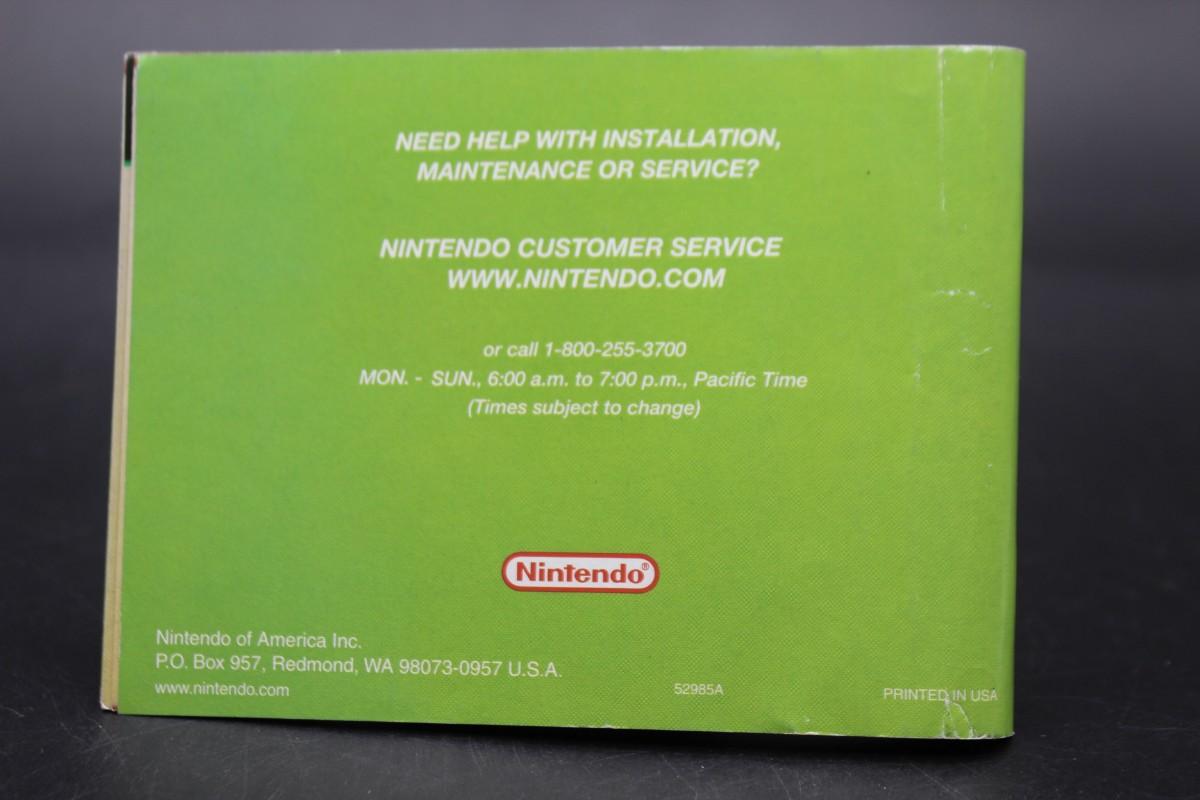 NEED HELP WITH INSTALLATION,
MAINTENANCE OR SERVICE?
NINTENDO CUSTOMER SERVICE
WWW.NINTENDO.COM
or call 1-800-255-3700
MON. - SUN., 6:00 a.m. to 7:00 p.m., Pacific Time
(Times subject to change)
Nintendo®
Nintendo of America Inc.
P.O. Box 957, Redmond, WA 98073-0957 U.S.A.
www.nintendo.com 52985A PRINTED IN USA